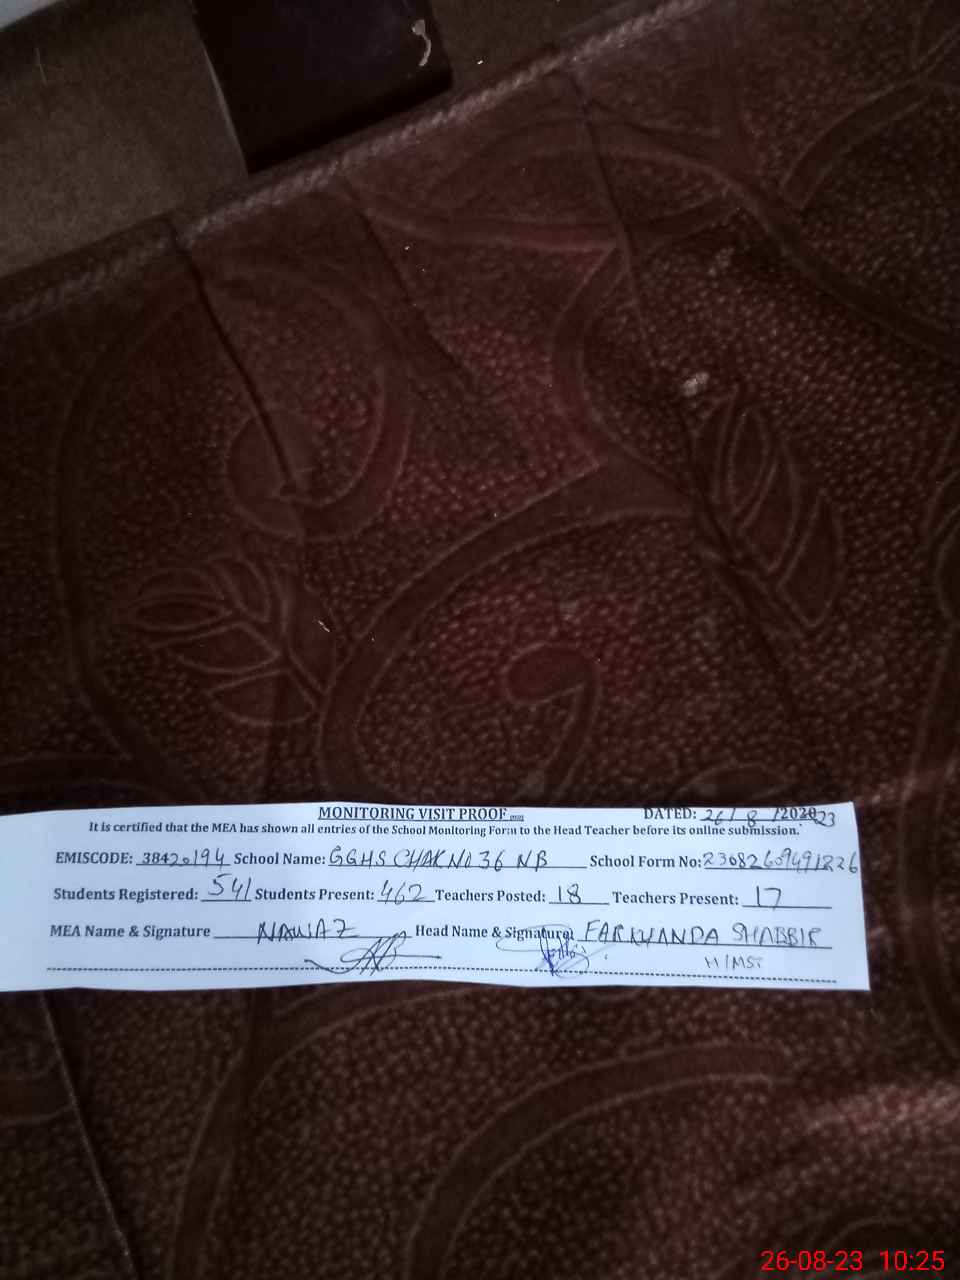 MONITORING VISIT PROOF DATED: 26/8/202023
It is certified that the MEA has shown all entries of the School Monitoring Form to the Head Teacher before its online submission.
EMISCODE: 38420194 School Name: GGHS CHAK NO 36 NB School Form No: 23082609491226
Students Registered: 541 Students Present: 462 Teachers Posted: 18 Teachers Present: 17
MEA Name & Signature NAWAZ Head Name & Signature: FARKHANDA SHABBIR
26-08-23 10:25